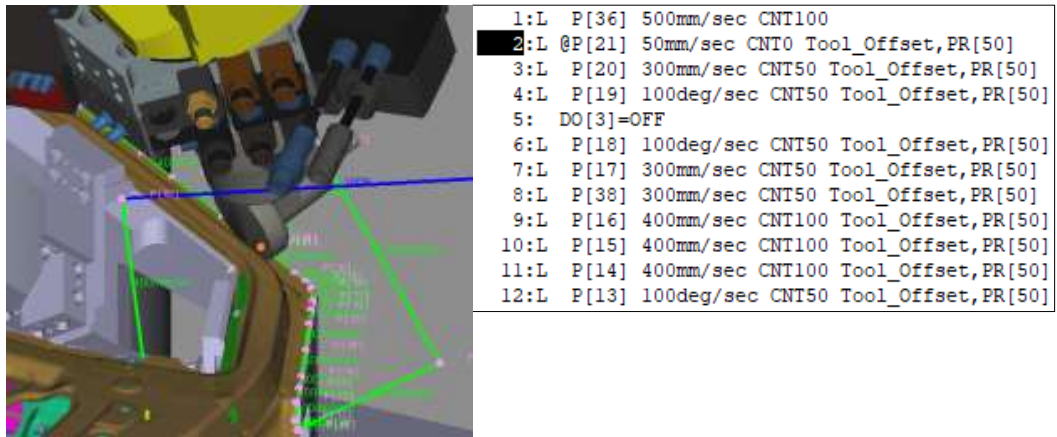 1:L P[36] 500mm/sec CNT100
2:L @P[21] 50mm/sec CNT0 Tool_Offset,PR[50]
3:L P[20] 300mm/sec CNT50 Tool_Offset,PR[50]
4:L P[19] 100deg/sec CNT50 Tool_Offset,PR[50]
5: DO[3]=OFF
6:L P[18] 100deg/sec CNT50 Tool_Offset,PR[50]
7:L P[17] 300mm/sec CNT50 Tool_Offset,PR[50]
8:L P[38] 300mm/sec CNT50 Tool_Offset,PR[50]
9:L P[16] 400mm/sec CNT100 Tool_Offset,PR[50]
10:L P[15] 400mm/sec CNT100 Tool_Offset,PR[50]
11:L P[14] 400mm/sec CNT100 Tool_Offset,PR[50]
12:L P[13] 100deg/sec CNT50 Tool_Offset,PR[50]